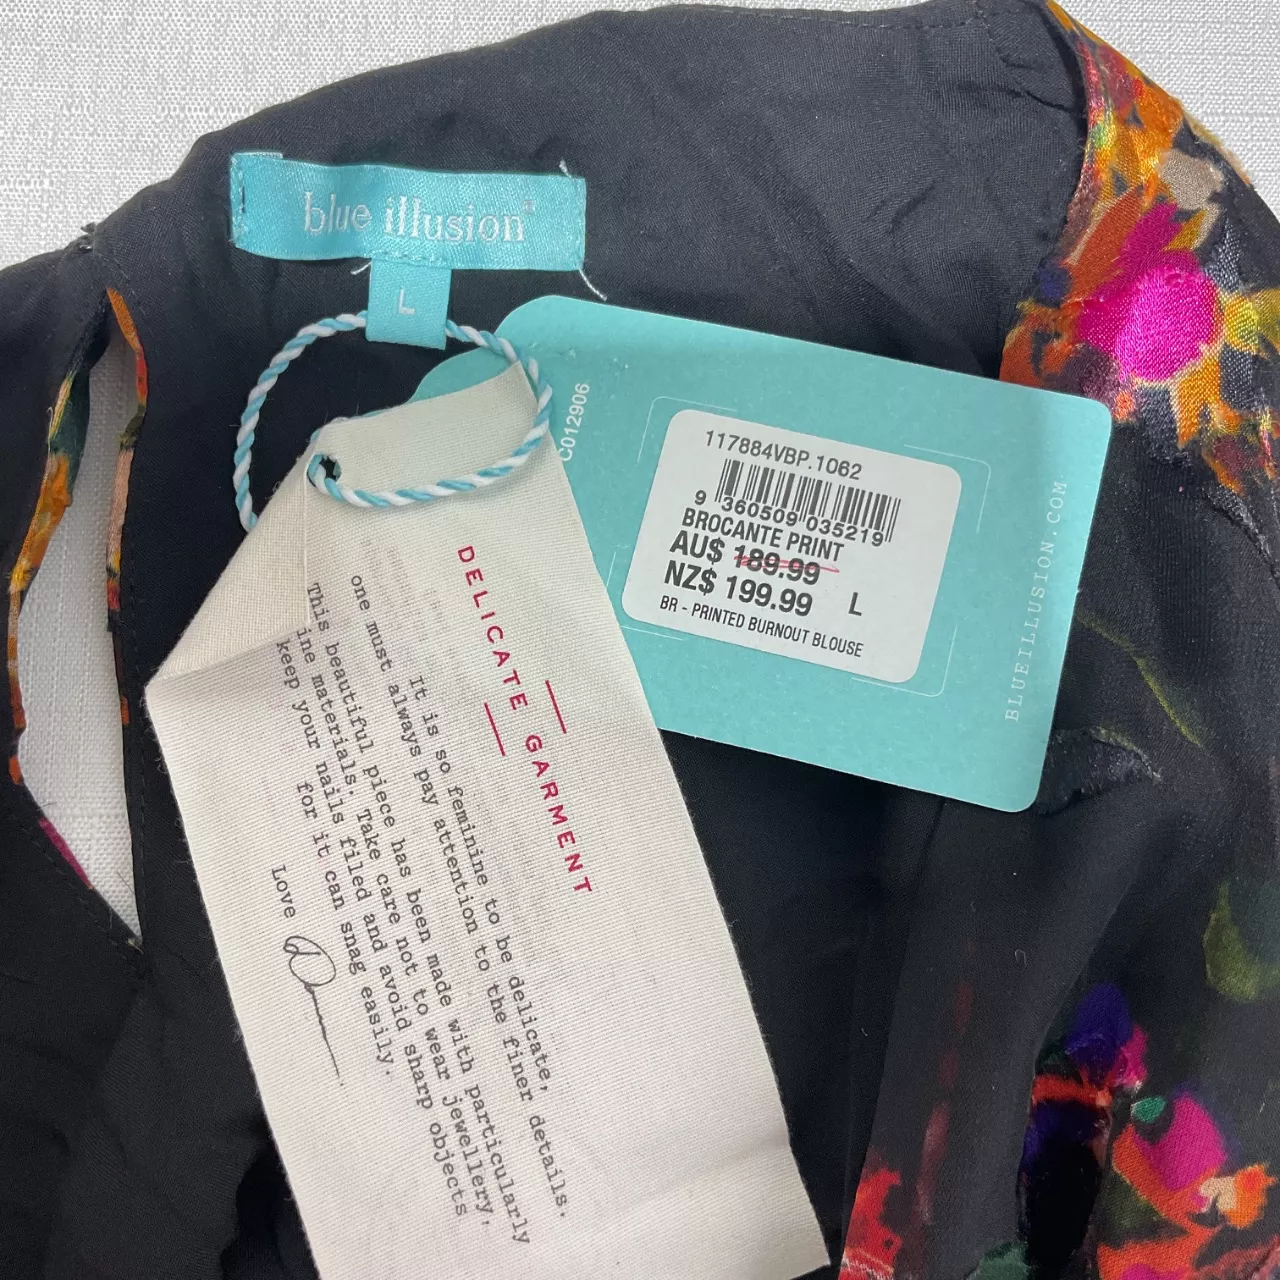 blue illusion®
L
C012906
117884VBP.1062
9 360509 035219
BROCANTE PRINT
AU$ 189.99
NZ$ 199.99 L
BR - PRINTED BURNOUT BLOUSE
BLUEILLUSION.COM
DELICATE GARMENT
It is so feminine to be delicate,
one must always pay attention to the finer details.
This beautiful piece has been made with particularly
ine materials. Take care not to wear jewellery,
keep your nails filed and avoid sharp objects
for it can snag easily.
Love